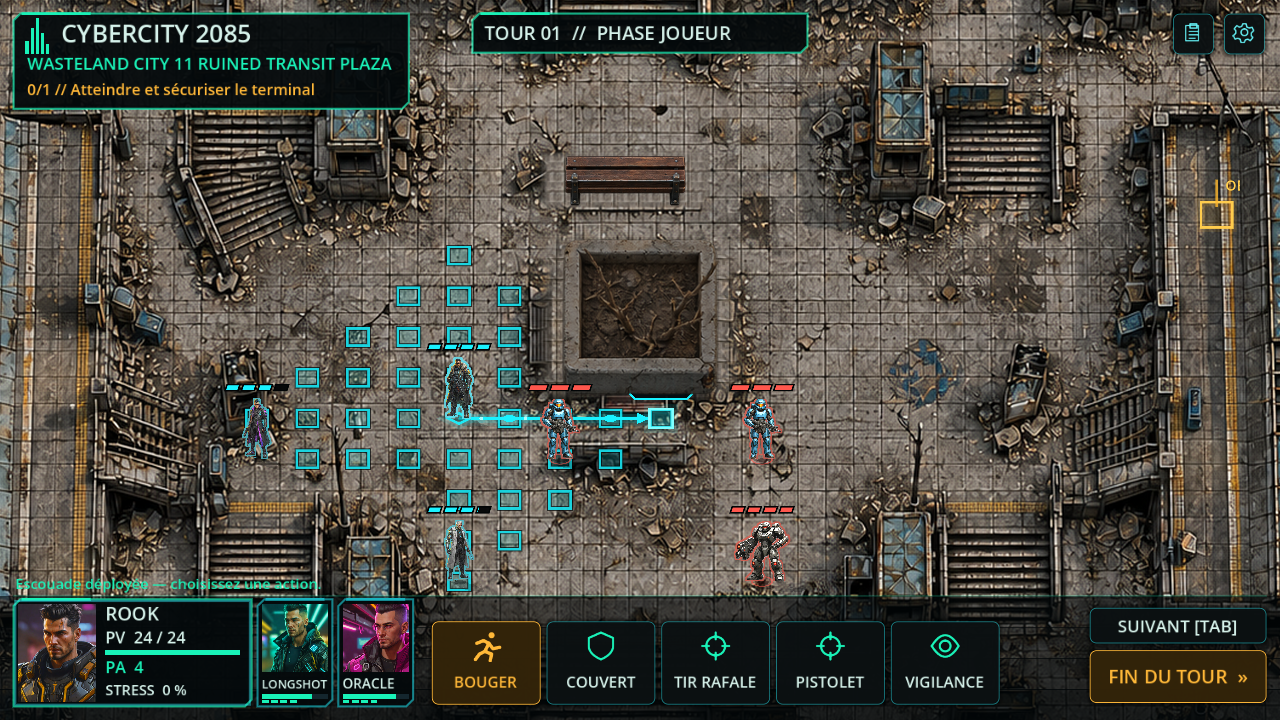 CYBERCITY 2085
WASTELAND CITY 11 RUINED TRANSIT PLAZA
0/1 // Atteindre et sécuriser le terminal
TOUR 01 // PHASE JOUEUR
OI
Escouade déployée — choisissez une action.
ROOK
PV 24 / 24
PA 4
STRESS 0 %
LONGSHOT
ORACLE
BOUGER
COUVERT
TIR RAFALE
PISTOLET
VIGILANCE
SUIVANT [TAB]
FIN DU TOUR »